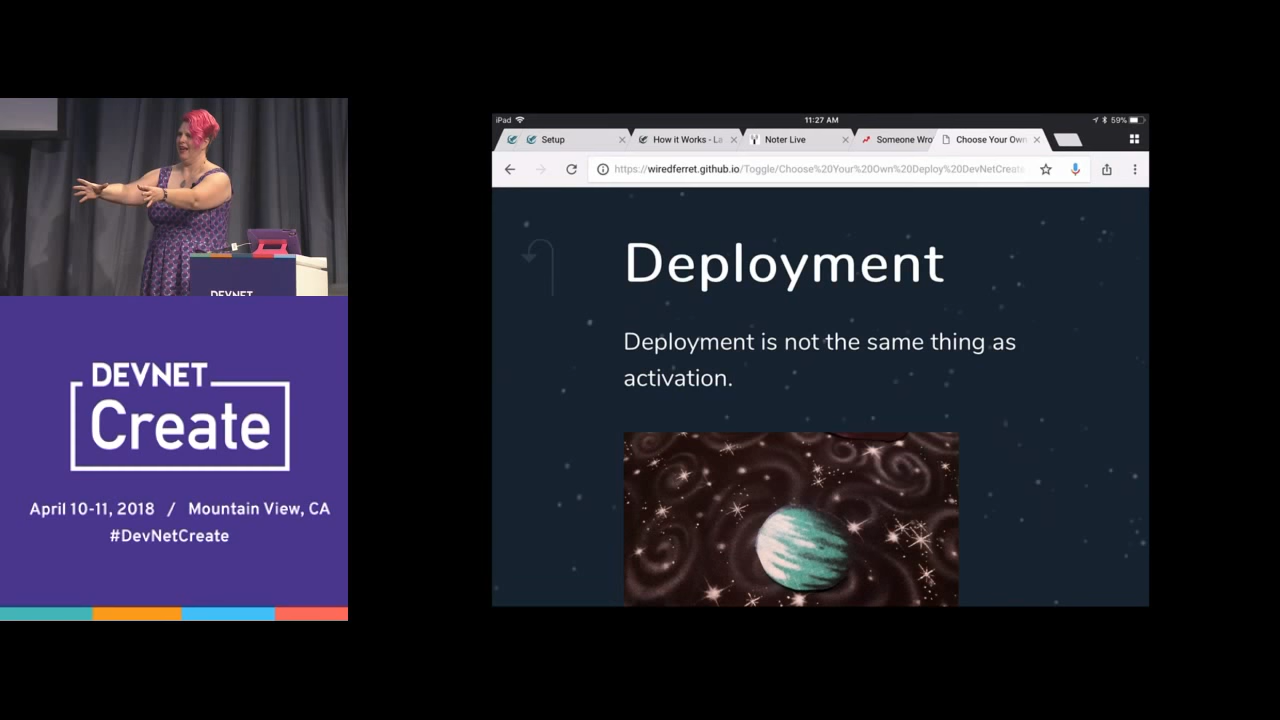 DEVNET
DEVNET
Create
April 10-11, 2018 / Mountain View, CA
#DevNetCreate
iPad
11:27 AM
59%
Setup
How it Works - La
Noter Live
Someone Wro
Choose Your Own
https://wiredferret.github.io/Toggle/Choose%20Your%20Own%20Deploy%20DevNetCreate
Deployment
Deployment is not the same thing as
activation.